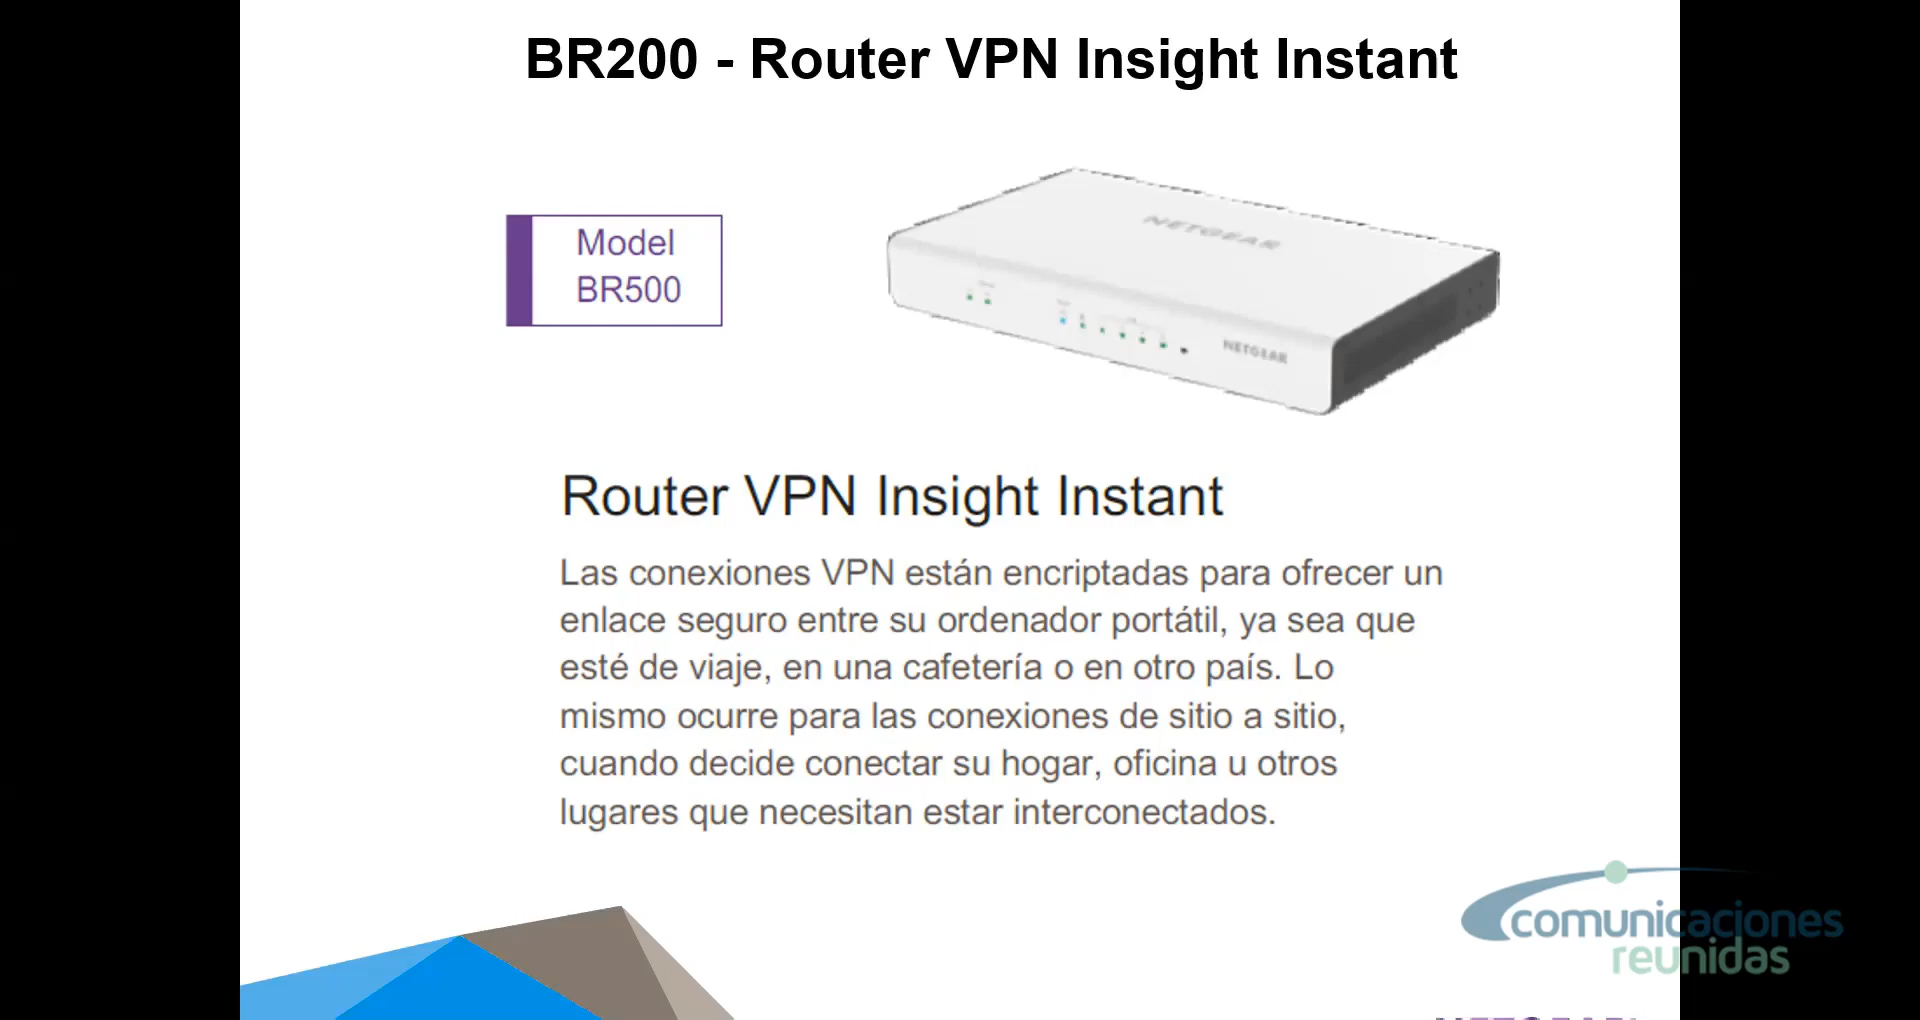 BR200 - Router VPN Insight Instant
Model
BR500
NETGEAR
NETGEAR
Router VPN Insight Instant
Las conexiones VPN están encriptadas para ofrecer un
enlace seguro entre su ordenador portátil, ya sea que
esté de viaje, en una cafetería o en otro país. Lo
mismo ocurre para las conexiones de sitio a sitio,
cuando decide conectar su hogar, oficina u otros
lugares que necesitan estar interconectados.
comunicaciones
reunidas